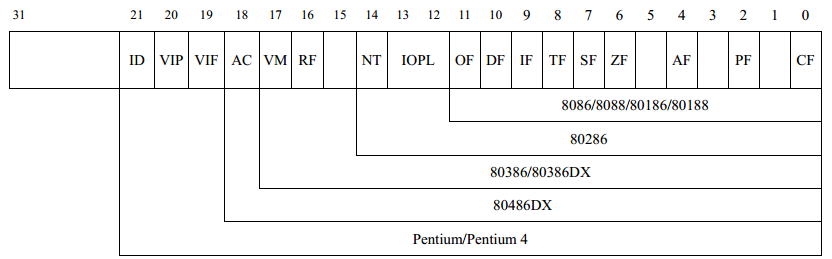 31 21 20 19 18 17 16 15 14 13 12 11 10 9 8 7 6 5 4 3 2 1 0
ID VIP VIF AC VM RF NT IOPL OF DF IF TF SF ZF AF PF CF
8086/8088/80186/80188
80286
80386/80386DX
80486DX
Pentium/Pentium 4